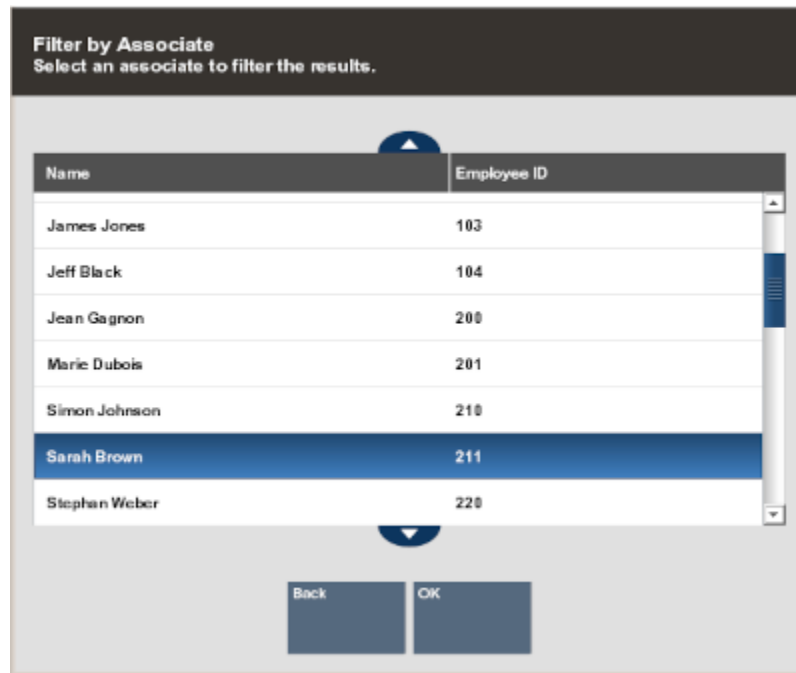 Filter by Associate
Select an associate to filter the results.
Name Employee ID
James Jones 103
Jeff Black 104
Jean Gagnon 200
Marie Dubois 201
Simon Johnson 210
Sarah Brown 211
Stephan Weber 220
Back OK